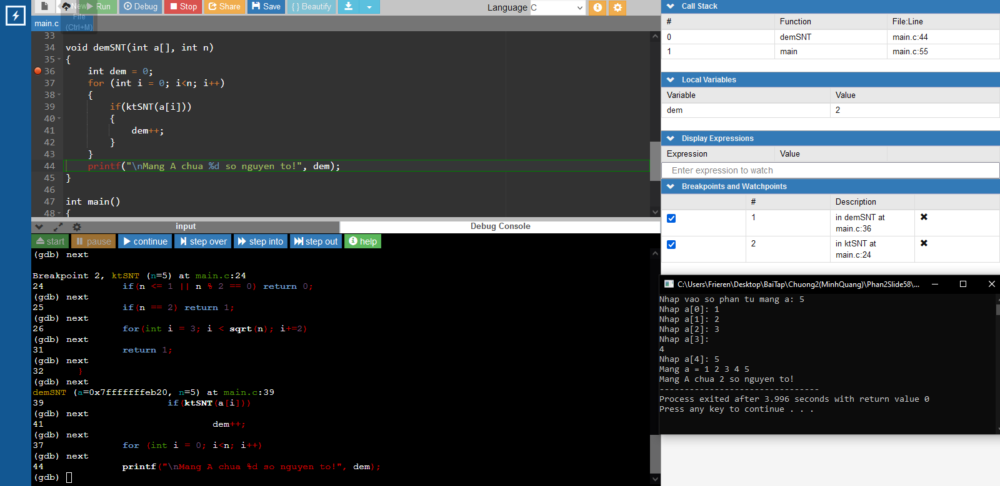 New
Run
Debug
Stop
Share
Save
{ } Beautify
Language C
File
(Ctrl+M)
main.c
33
34 void demSNT(int a[], int n)
35 {
36     int dem = 0;
37     for (int i = 0; i<n; i++)
38     {
39         if(ktSNT(a[i]))
40         {
41             dem++;
42         }
43     }
44     printf("\nMang A chua %d so nguyen to!", dem);
45 }
46
47 int main()
48 {
input
Debug Console
start
pause
continue
step over
step into
step out
help
(gdb) next
Breakpoint 2, ktSNT (n=5) at main.c:24
24 if(n <= 1 || n % 2 == 0) return 0;
(gdb) next
25 if(n == 2) return 1;
(gdb) next
26 for(int i = 3; i < sqrt(n); i+=2)
(gdb) next
31 return 1;
(gdb) next
32 }
(gdb) next
demSNT (a=0x7fffffffeb20, n=5) at main.c:39
39 if(ktSNT(a[i]))
(gdb) next
41 dem++;
(gdb) next
37 for (int i = 0; i<n; i++)
(gdb) next
44 printf("\nMang A chua %d so nguyen to!", dem);
(gdb)
Call Stack
# Function File:Line
0 demSNT main.c:44
1 main main.c:55
Local Variables
Variable Value
dem 2
Display Expressions
Expression Value
Enter expression to watch
Breakpoints and Watchpoints
# Description
1 in demSNT at
main.c:36
2 in ktSNT at
main.c:24
C:\Users\Frieren\Desktop\BaiTap\Chuong2(MinhQuang)\Phan2Slide58\...
Nhap vao so phan tu mang a: 5
Nhap a[0]: 1
Nhap a[1]: 2
Nhap a[2]: 3
Nhap a[3]:
4
Nhap a[4]: 5
Mang a = 1 2 3 4 5
Mang A chua 2 so nguyen to!
--------------------------------
Process exited after 3.996 seconds with return value 0
Press any key to continue . . .